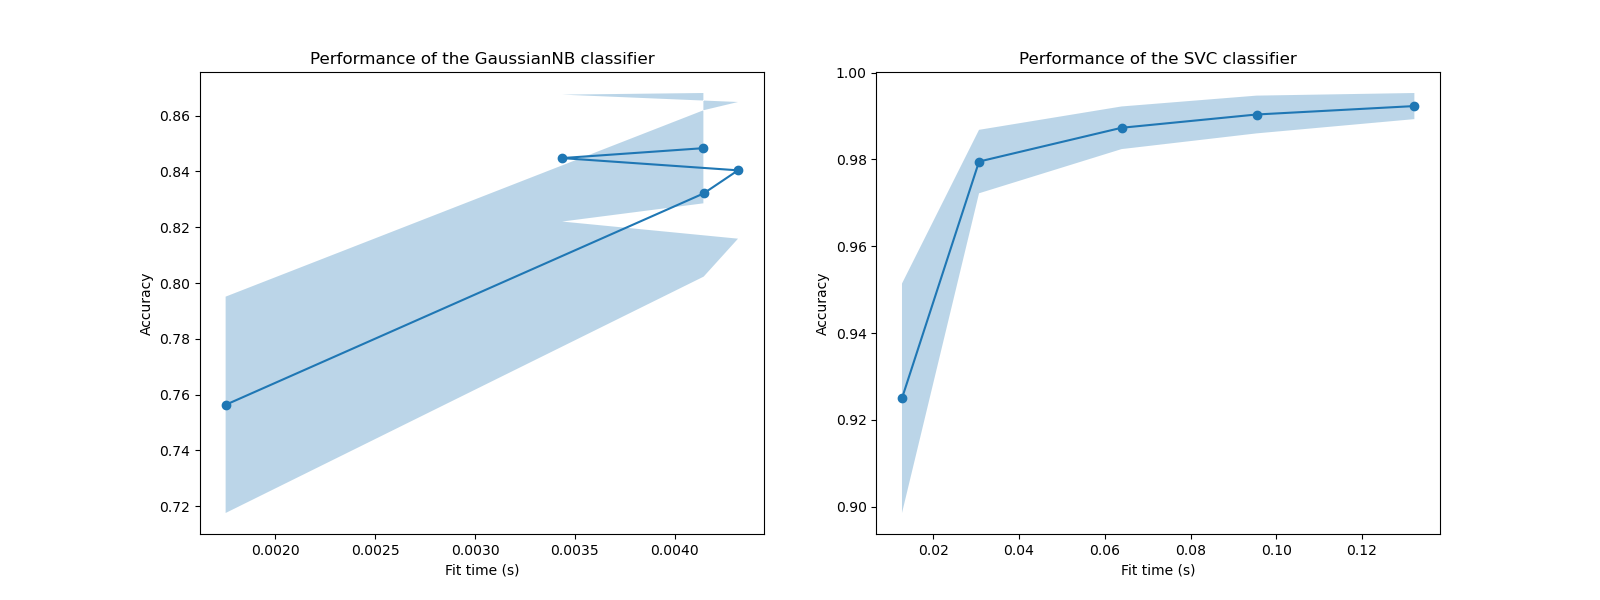 Performance of the GaussianNB classifier
0.86
0.84
0.82
0.80
0.78
0.76
0.74
0.72
Accuracy
0.0020 0.0025 0.0030 0.0035 0.0040
Fit time (s)
Performance of the SVC classifier
1.00
0.98
0.96
0.94
0.92
0.90
Accuracy
0.02 0.04 0.06 0.08 0.10 0.12
Fit time (s)